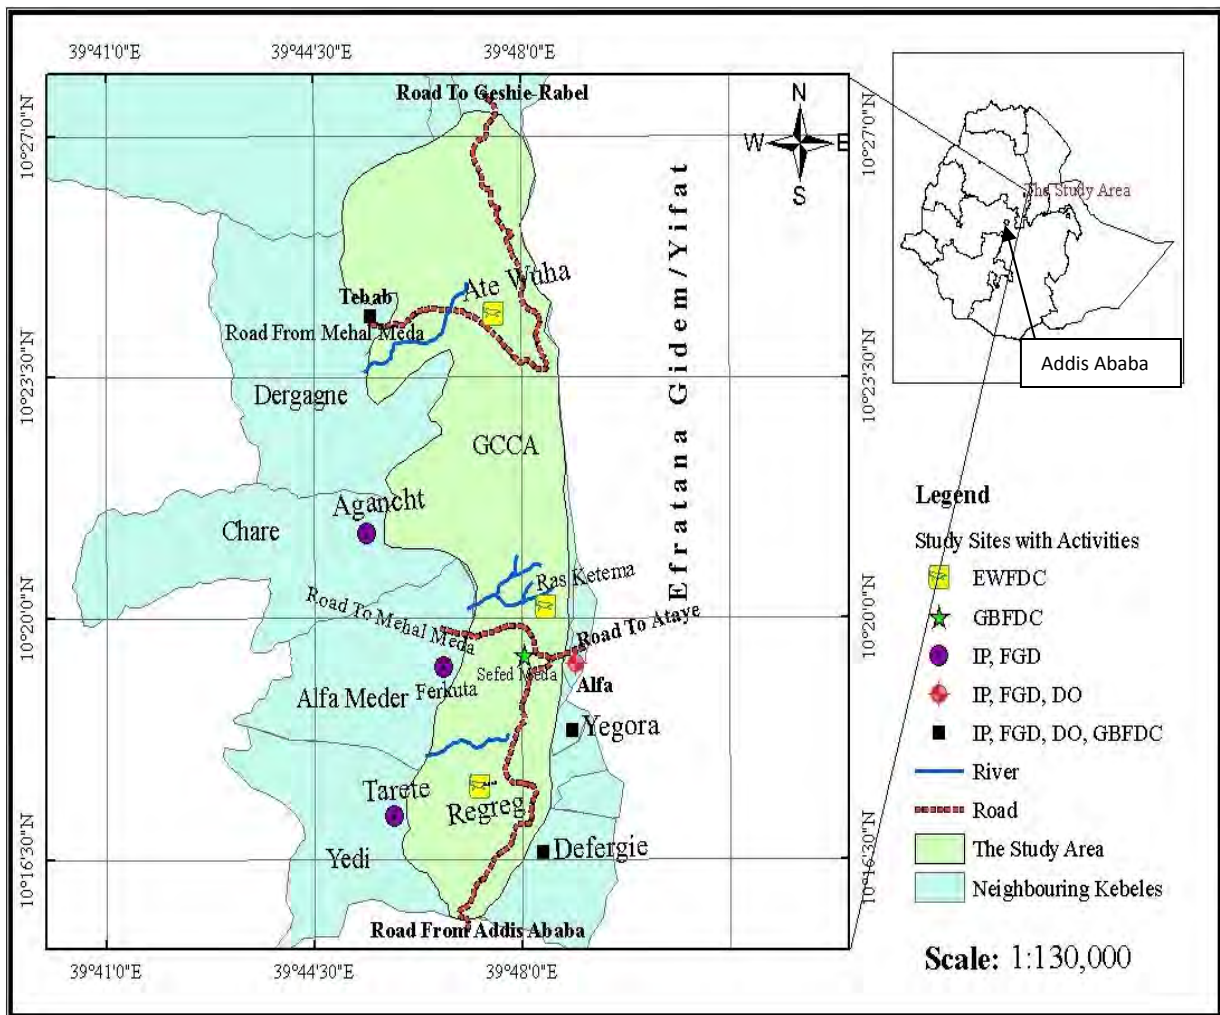 39°41'0"E
39°44'30"E
39°48'0"E
10°27'0"N
10°23'30"N
10°20'0"N
10°16'30"N
Road To Geshie-Rabel
N
W
E
S
10°27'0"N
10°23'30"N
10°20'0"N
10°16'30"N
Efratana Gidem/Yifat
Ate Wuha
Tebab
Road From Mehal Meda
Dergagne
GCCA
Agancht
Chare
Ras Ketema
Road To Mehal Meda
Road To Ataye
Sefed Meda
Ferkuta
Alfa Meder
Alfa
Yegora
Tarete
Regreg
Yedi
Defergie
Road From Addis Ababa
39°41'0"E
39°44'30"E
39°48'0"E
The Study Area
Addis Ababa
Legend
Study Sites with Activities
EWFDC
GBFDC
IP, FGD
IP, FGD, DO
IP, FGD, DO, GBFDC
River
Road
The Study Area
Neighbouring Kebeles
Scale: 1:130,000